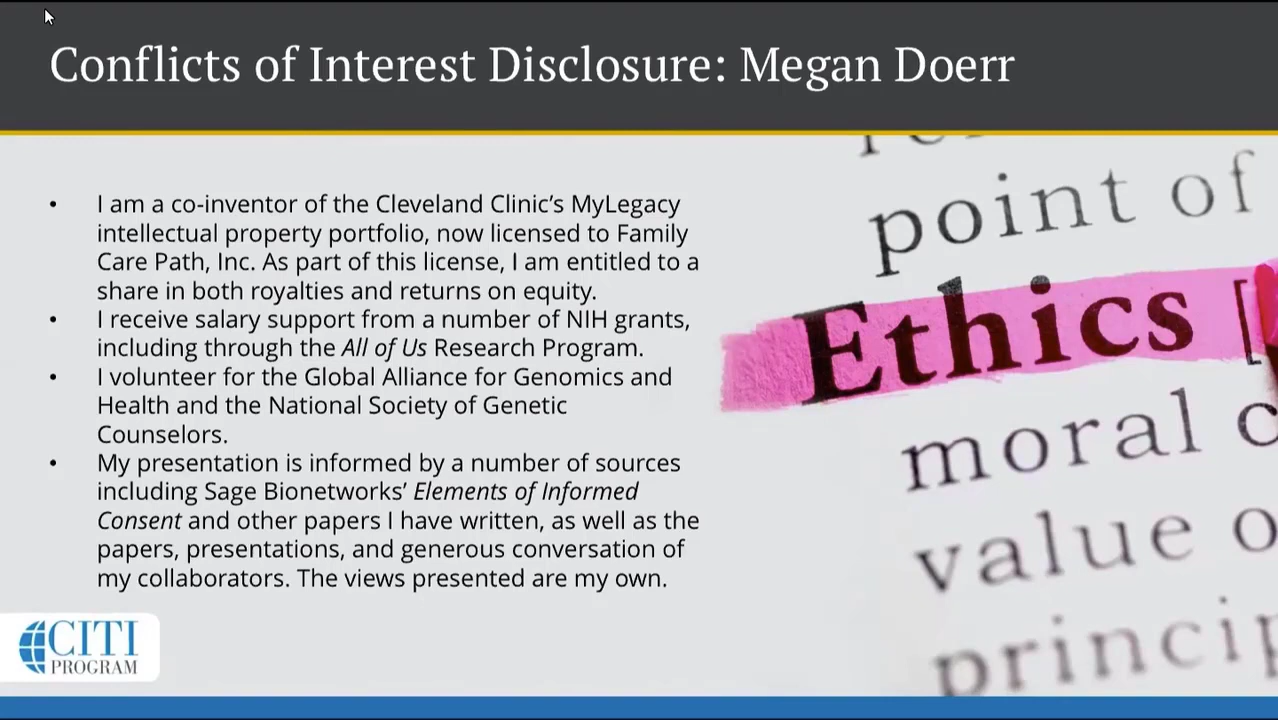 Conflicts of Interest Disclosure: Megan Doerr
• I am a co-inventor of the Cleveland Clinic’s MyLegacy
intellectual property portfolio, now licensed to Family
Care Path, Inc. As part of this license, I am entitled to a
share in both royalties and returns on equity.
• I receive salary support from a number of NIH grants,
including through the All of Us Research Program.
• I volunteer for the Global Alliance for Genomics and
Health and the National Society of Genetic
Counselors.
• My presentation is informed by a number of sources
including Sage Bionetworks’ Elements of Informed
Consent and other papers I have written, as well as the
papers, presentations, and generous conversation of
my collaborators. The views presented are my own.
point of
Ethics [
moral
value
CITI
PROGRAM